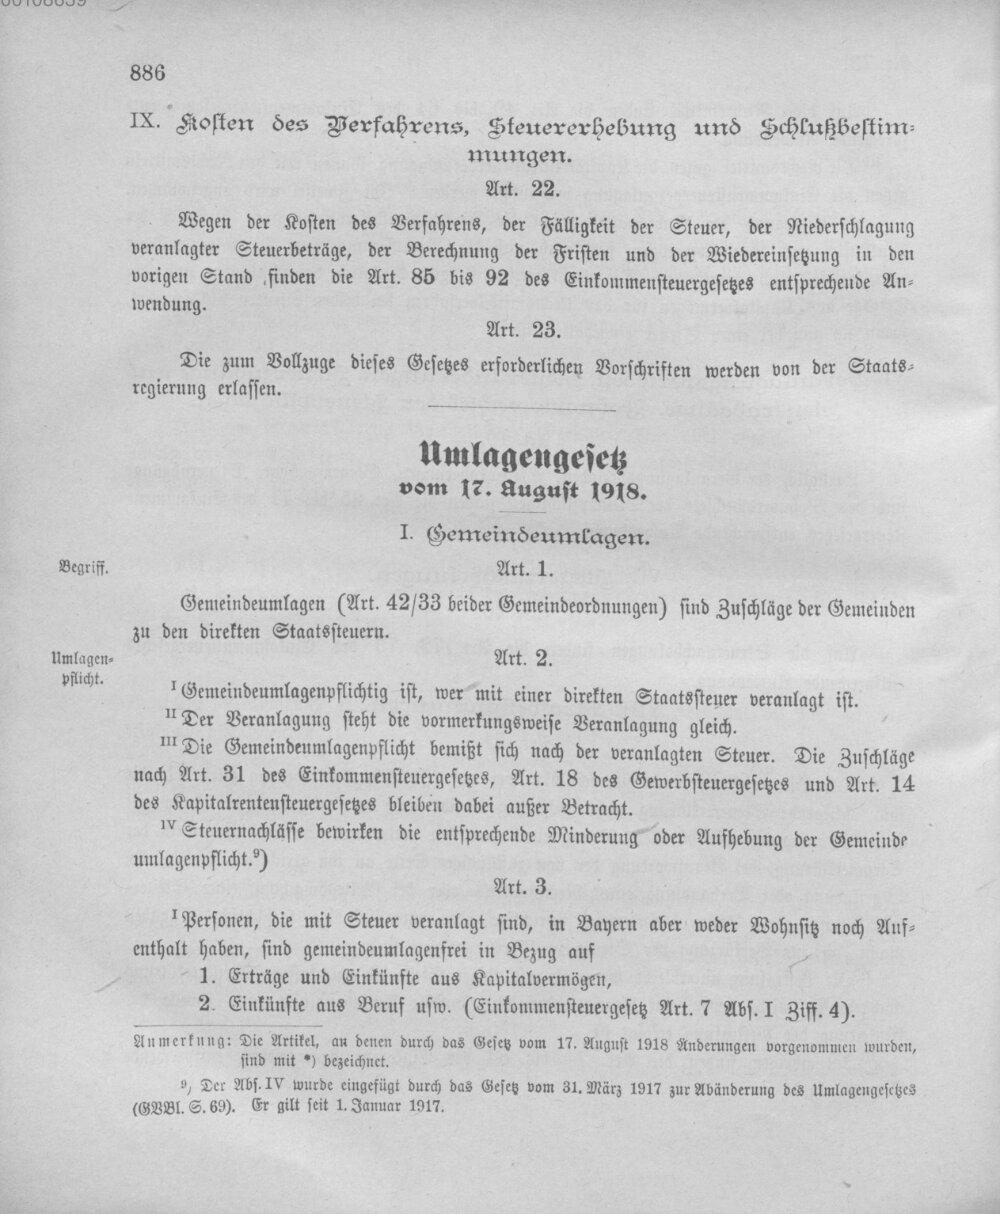 00108639
886
IX. Kosten des Verfahrens, Steuererhebung und Schlußbestim-
mungen.
Art. 22.
Wegen der Kosten des Verfahrens, der Fälligkeit der Steuer, der Niederschlagung
veranlagter Steuerbeträge, der Berechnung der Fristen und der Wiedereinsetzung in den
vorigen Stand finden die Art. 85 bis 92 des Einkommensteuergesetzes entsprechende An-
wendung.
Art. 23.
Die zum Vollzuge dieses Gesetzes erforderlichen Vorschriften werden von der Staats-
regierung erlassen.
Umlagengesetz
vom 17. August 1918.
I. Gemeindeumlagen.
Begriff.
Art. 1.
Gemeindeumlagen (Art. 42/33 beider Gemeindeordnungen) sind Zuschläge der Gemeinden
zu den direkten Staatssteuern.
Umlagen-
pflicht.
Art. 2.
I Gemeindeumlagenpflichtig ist, wer mit einer direkten Staatssteuer veranlagt ist.
II Der Veranlagung steht die vormerkungsweise Veranlagung gleich.
III Die Gemeindeumlagenpflicht bemißt sich nach der veranlagten Steuer. Die Zuschläge
nach Art. 31 des Einkommensteuergesetzes, Art. 18 des Gewerbsteuergesetzes und Art. 14
des Kapitalrentensteuergesetzes bleiben dabei außer Betracht.
IV Steuernachlässe bewirken die entsprechende Minderung oder Aufhebung der Gemeinde
umlagenpflicht.9)
Art. 3.
I Personen, die mit Steuer veranlagt sind, in Bayern aber weder Wohnsitz noch Auf-
enthalt haben, sind gemeindeumlagenfrei in Bezug auf
1. Erträge und Einkünfte aus Kapitalvermögen,
2. Einkünfte aus Beruf usw. (Einkommensteuergesetz Art. 7 Abs. I Ziff. 4).
Anmerkung: Die Artikel, an denen durch das Gesetz vom 17. August 1918 Änderungen vorgenommen wurden,
sind mit *) bezeichnet.
9) Der Abs. IV wurde eingefügt durch das Gesetz vom 31. März 1917 zur Abänderung des Umlagengesetzes
(GVBl. S. 69). Er gilt seit 1. Januar 1917.